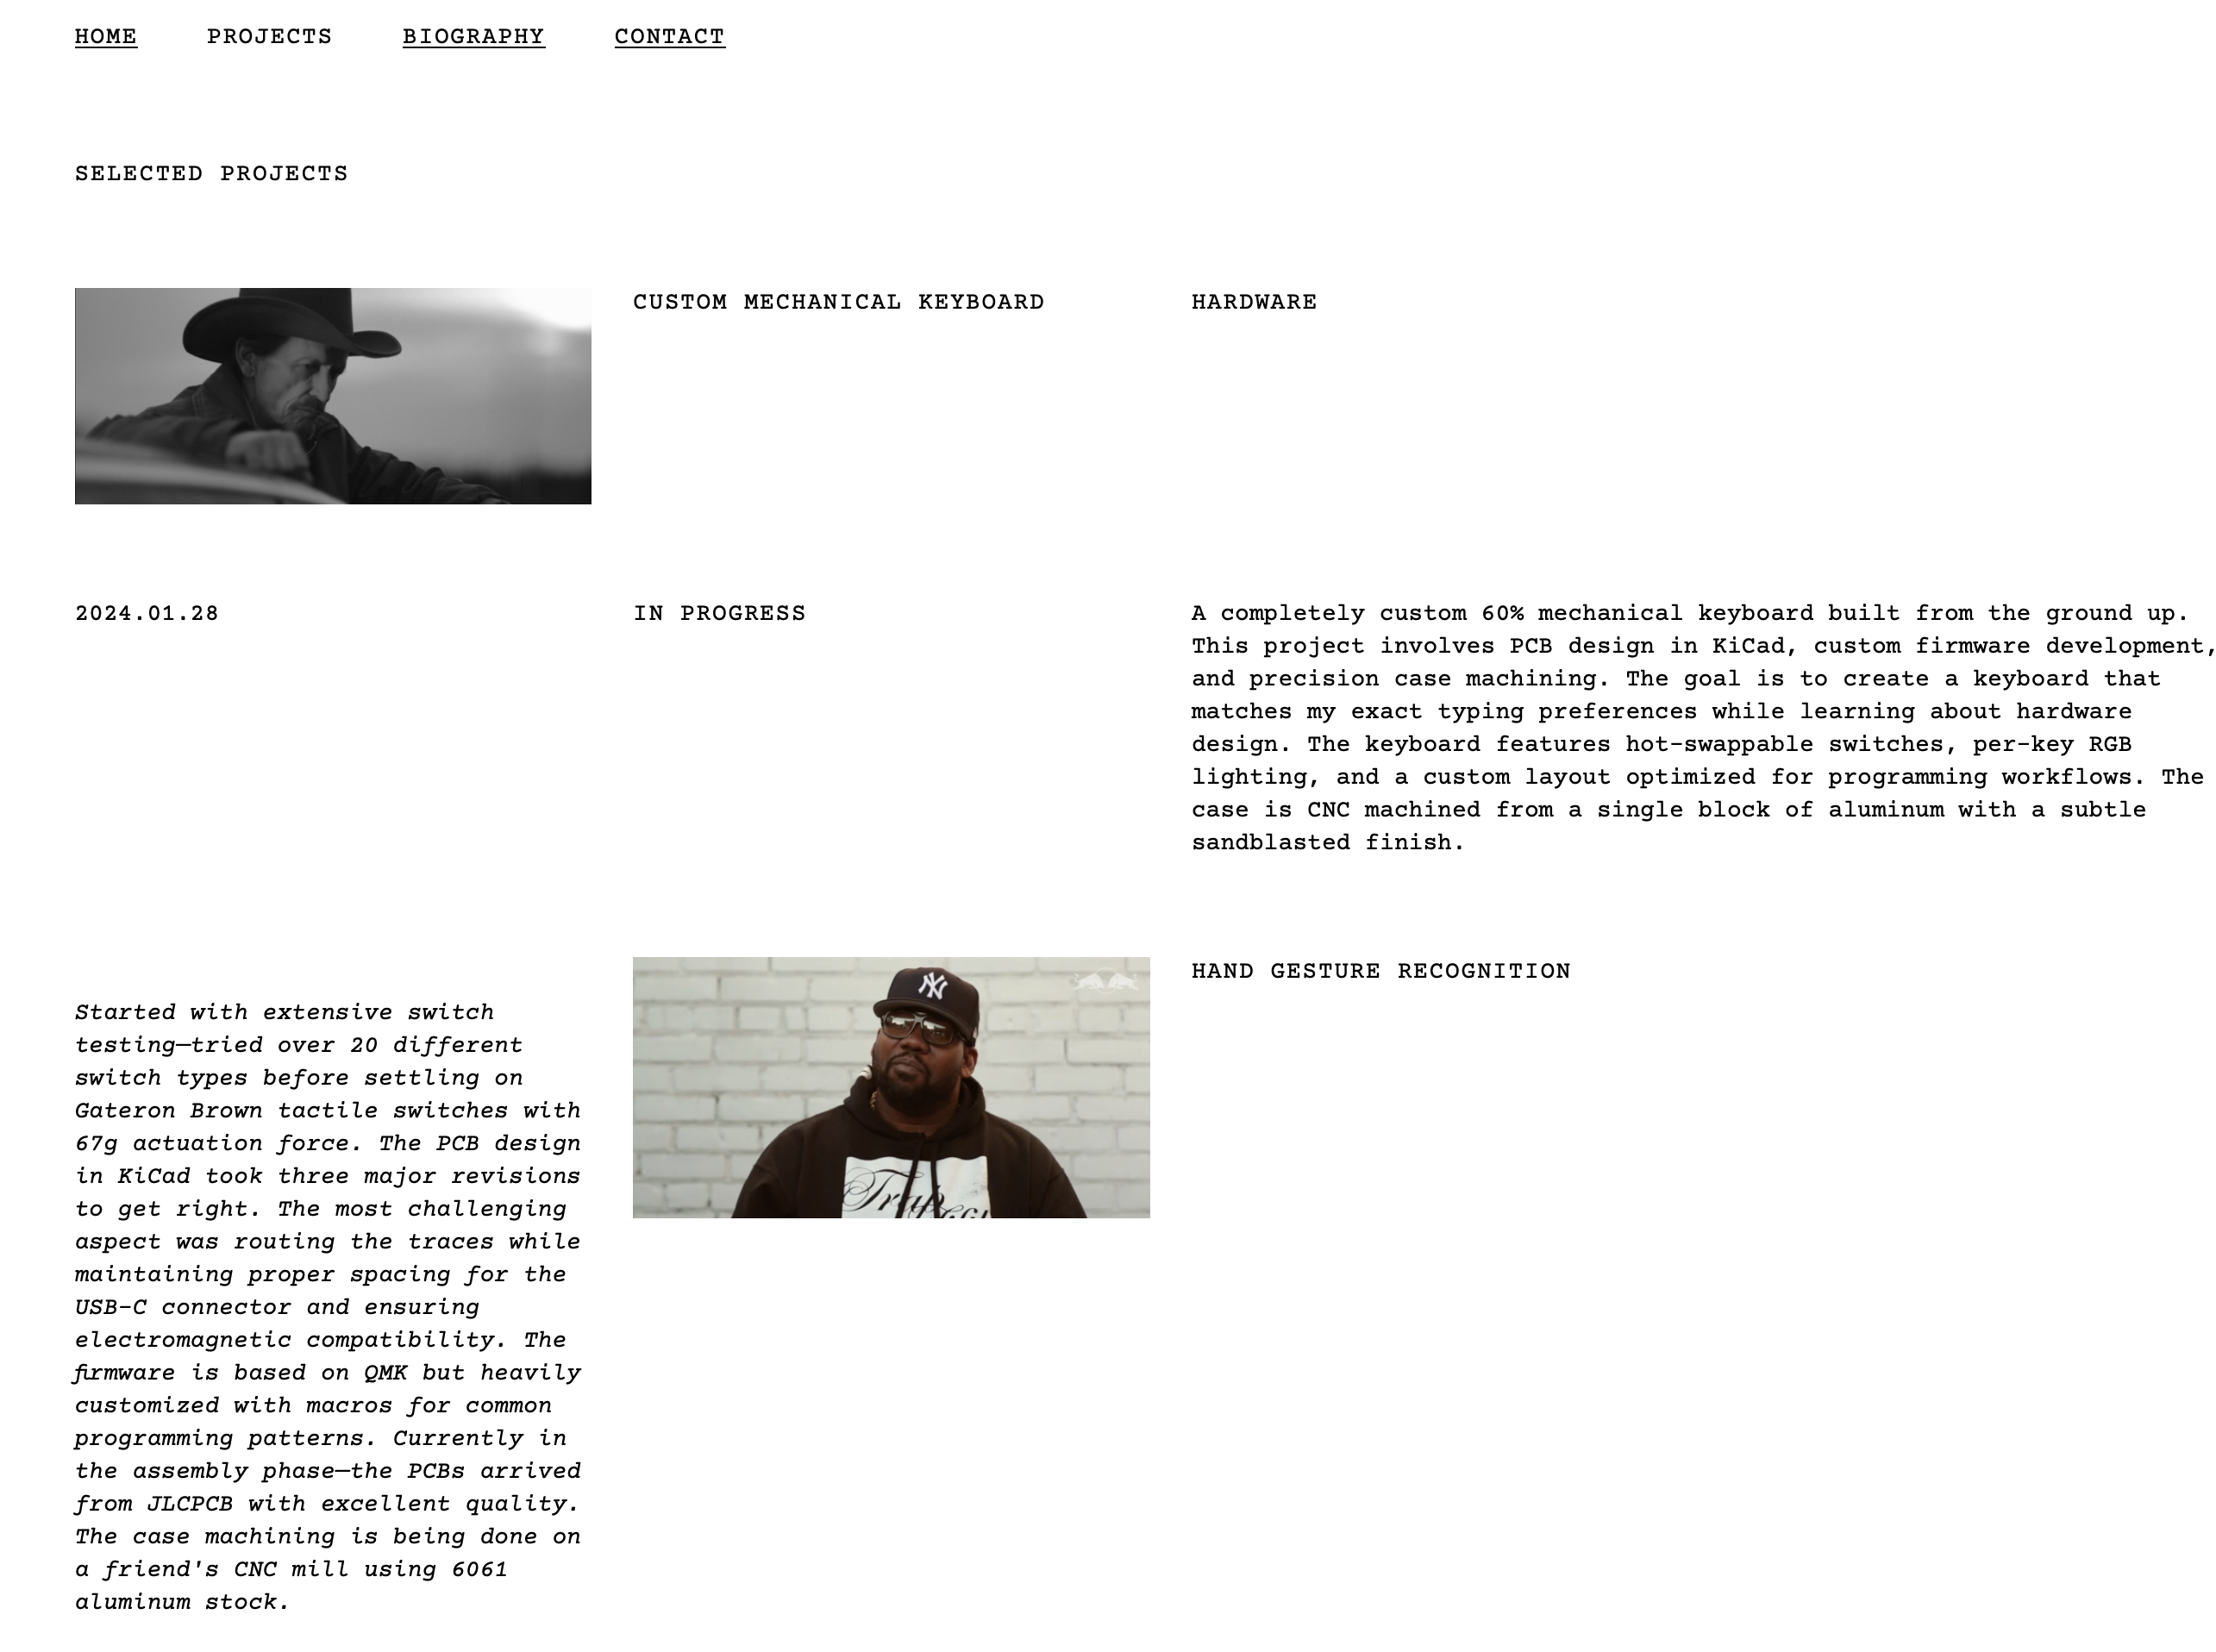 HOME PROJECTS BIOGRAPHY CONTACT
SELECTED PROJECTS
CUSTOM MECHANICAL KEYBOARD
HARDWARE
2024.01.28
IN PROGRESS
A completely custom 60% mechanical keyboard built from the ground up.
This project involves PCB design in KiCad, custom firmware development,
and precision case machining. The goal is to create a keyboard that
matches my exact typing preferences while learning about hardware
design. The keyboard features hot-swappable switches, per-key RGB
lighting, and a custom layout optimized for programming workflows. The
case is CNC machined from a single block of aluminum with a subtle
sandblasted finish.
Started with extensive switch
testing—tried over 20 different
switch types before settling on
Gateron Brown tactile switches with
67g actuation force. The PCB design
in KiCad took three major revisions
to get right. The most challenging
aspect was routing the traces while
maintaining proper spacing for the
USB-C connector and ensuring
electromagnetic compatibility. The
firmware is based on QMK but heavily
customized with macros for common
programming patterns. Currently in
the assembly phase—the PCBs arrived
from JLCPCB with excellent quality.
The case machining is being done on
a friend's CNC mill using 6061
aluminum stock.
NY
Trap
HAND GESTURE RECOGNITION